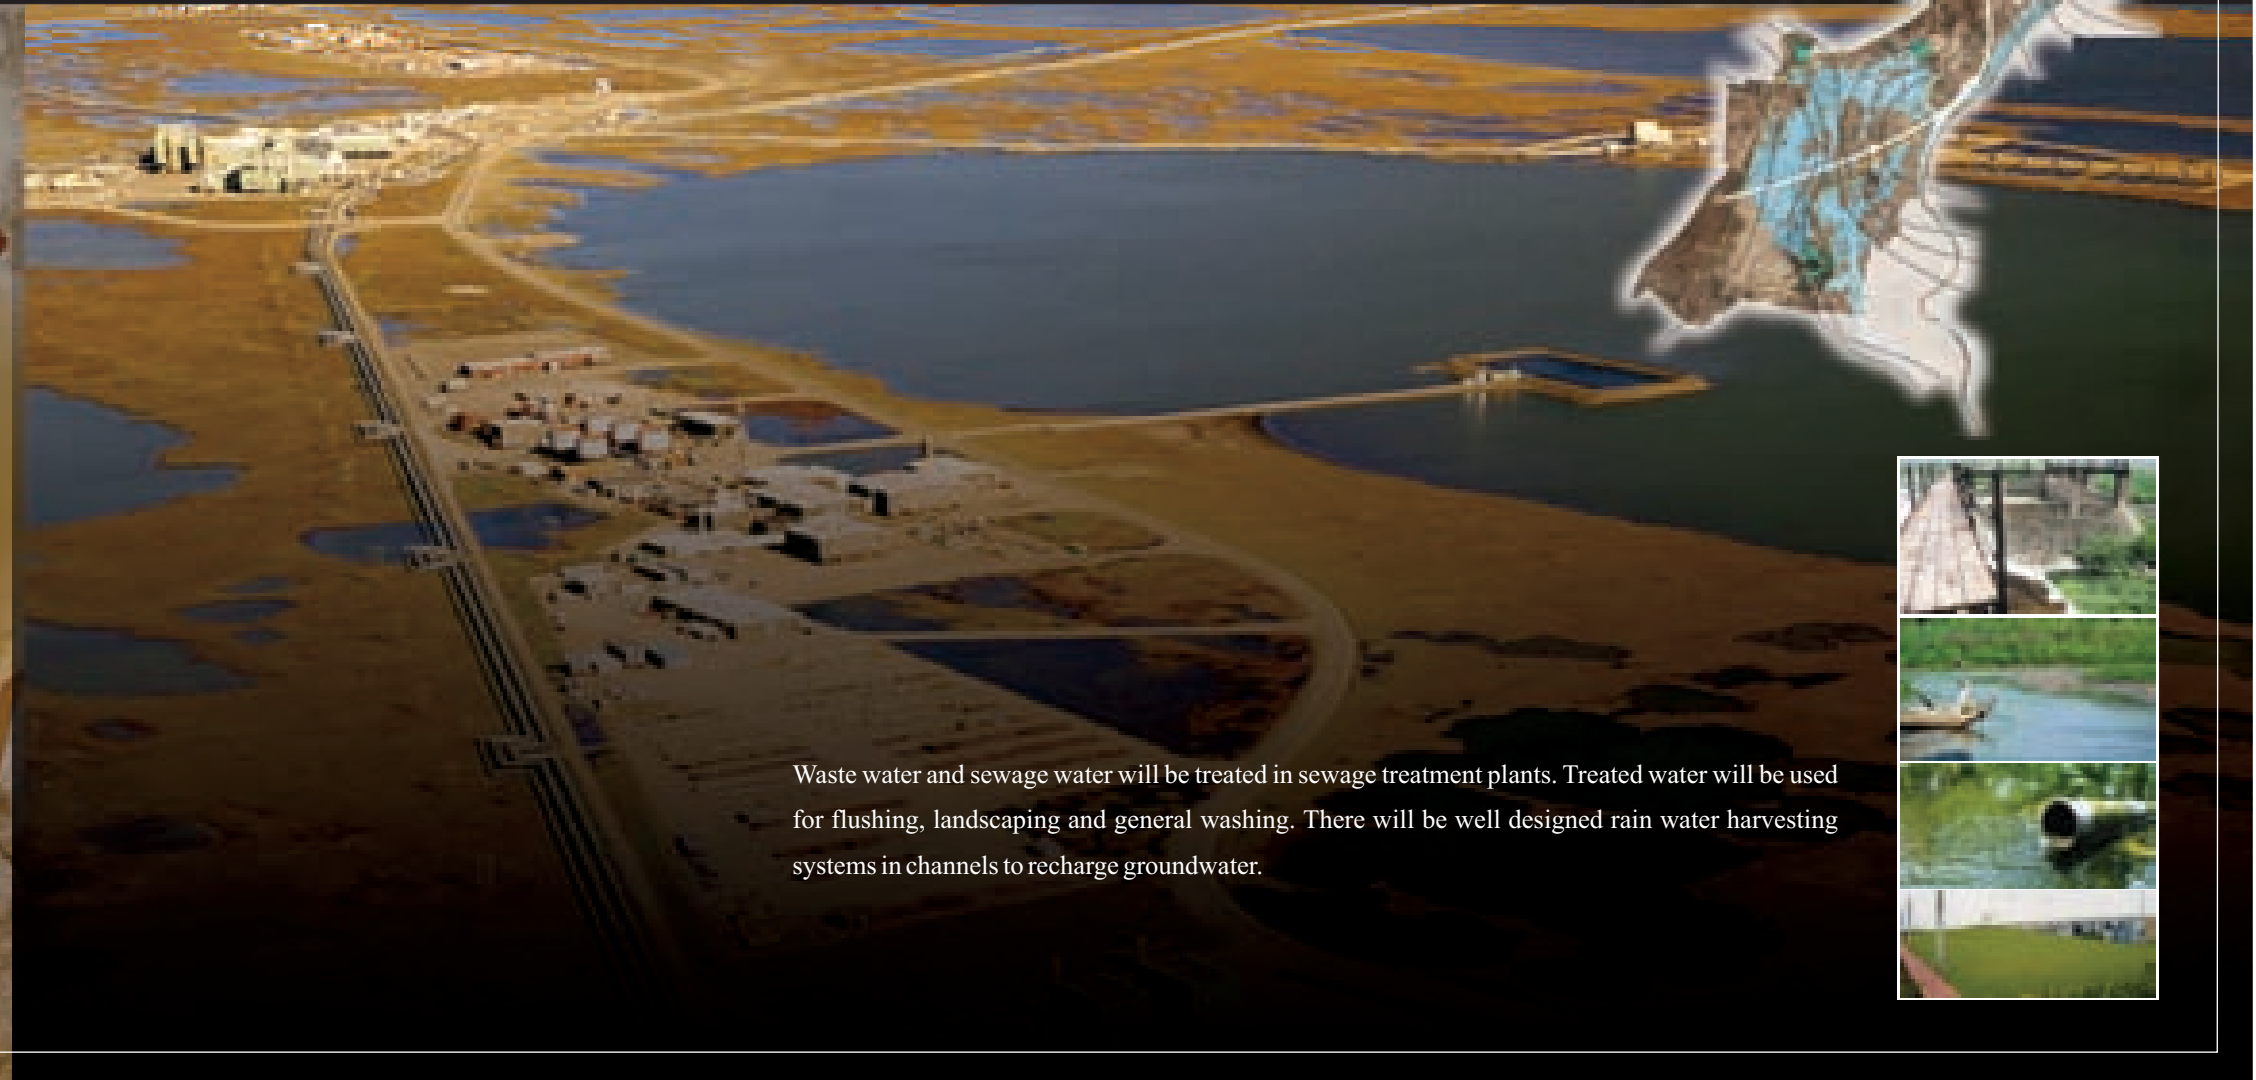 Waste water and sewage water will be treated in sewage treatment plants. Treated water will be used
for flushing, landscaping and general washing. There will be well designed rain water harvesting
systems in channels to recharge groundwater.